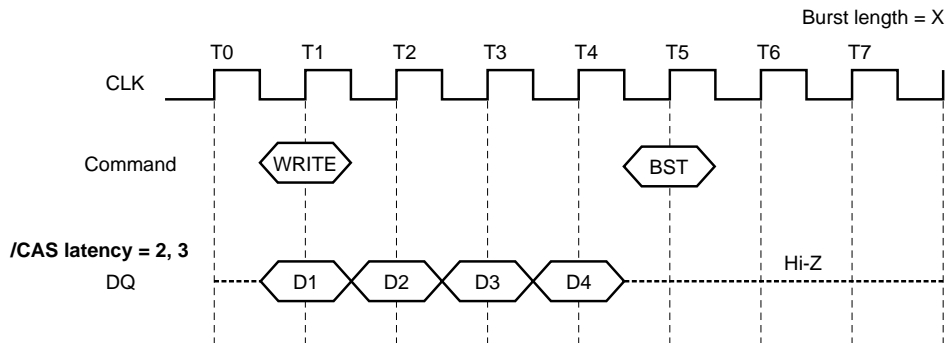 Burst length = X
T0 T1 T2 T3 T4 T5 T6 T7
CLK
Command WRITE BST
/CAS latency = 2, 3
Hi-Z
DQ D1 D2 D3 D4